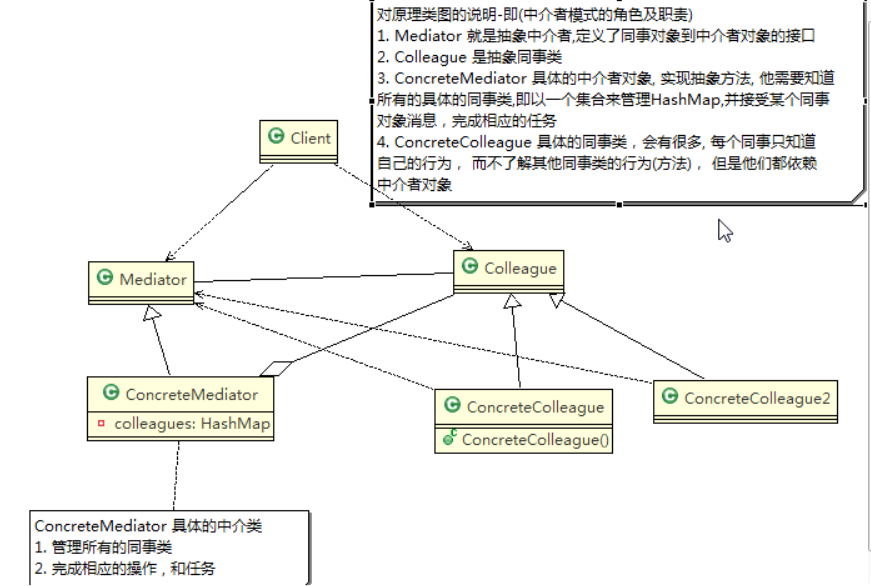 对原理类图的说明-即(中介者模式的角色及职责)
1. Mediator 就是抽象中介者,定义了同事对象到中介者对象的接口
2. Colleague 是抽象同事类
3. ConcreteMediator 具体的中介者对象, 实现抽象方法, 他需要知道
所有的具体的同事类,即以一个集合来管理HashMap,并接受某个同事
对象消息，完成相应的任务
4. ConcreteColleague 具体的同事类，会有很多, 每个同事只知道
自己的行为， 而不了解其他同事类的行为(方法)， 但是他们都依赖
中介者对象
Client
Mediator
Colleague
ConcreteMediator
colleagues: HashMap
ConcreteColleague
ConcreteColleague()
ConcreteColleague2
ConcreteMediator 具体的中介类
1. 管理所有的同事类
2. 完成相应的操作，和任务